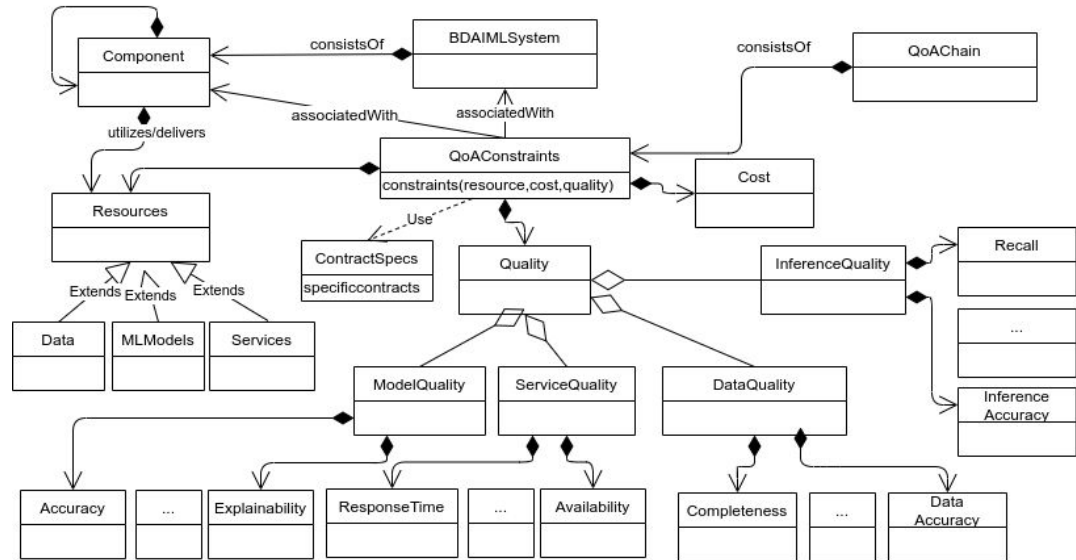 BDAIMLSystem
QoAChain
Component
consistsOf
consistsOf
associatedWith
associatedWith
utilizes/delivers
QoAConstraints
constraints(resource,cost,quality)
Cost
Resources
Use
ContractSpecs
specificcontracts
Quality
InferenceQuality
Recall
Extends
Extends
Extends
Data
MLModels
Services
...
ModelQuality
ServiceQuality
DataQuality
Inference
Accuracy
Accuracy
...
Explainability
ResponseTime
...
Availability
Completeness
...
Data
Accuracy